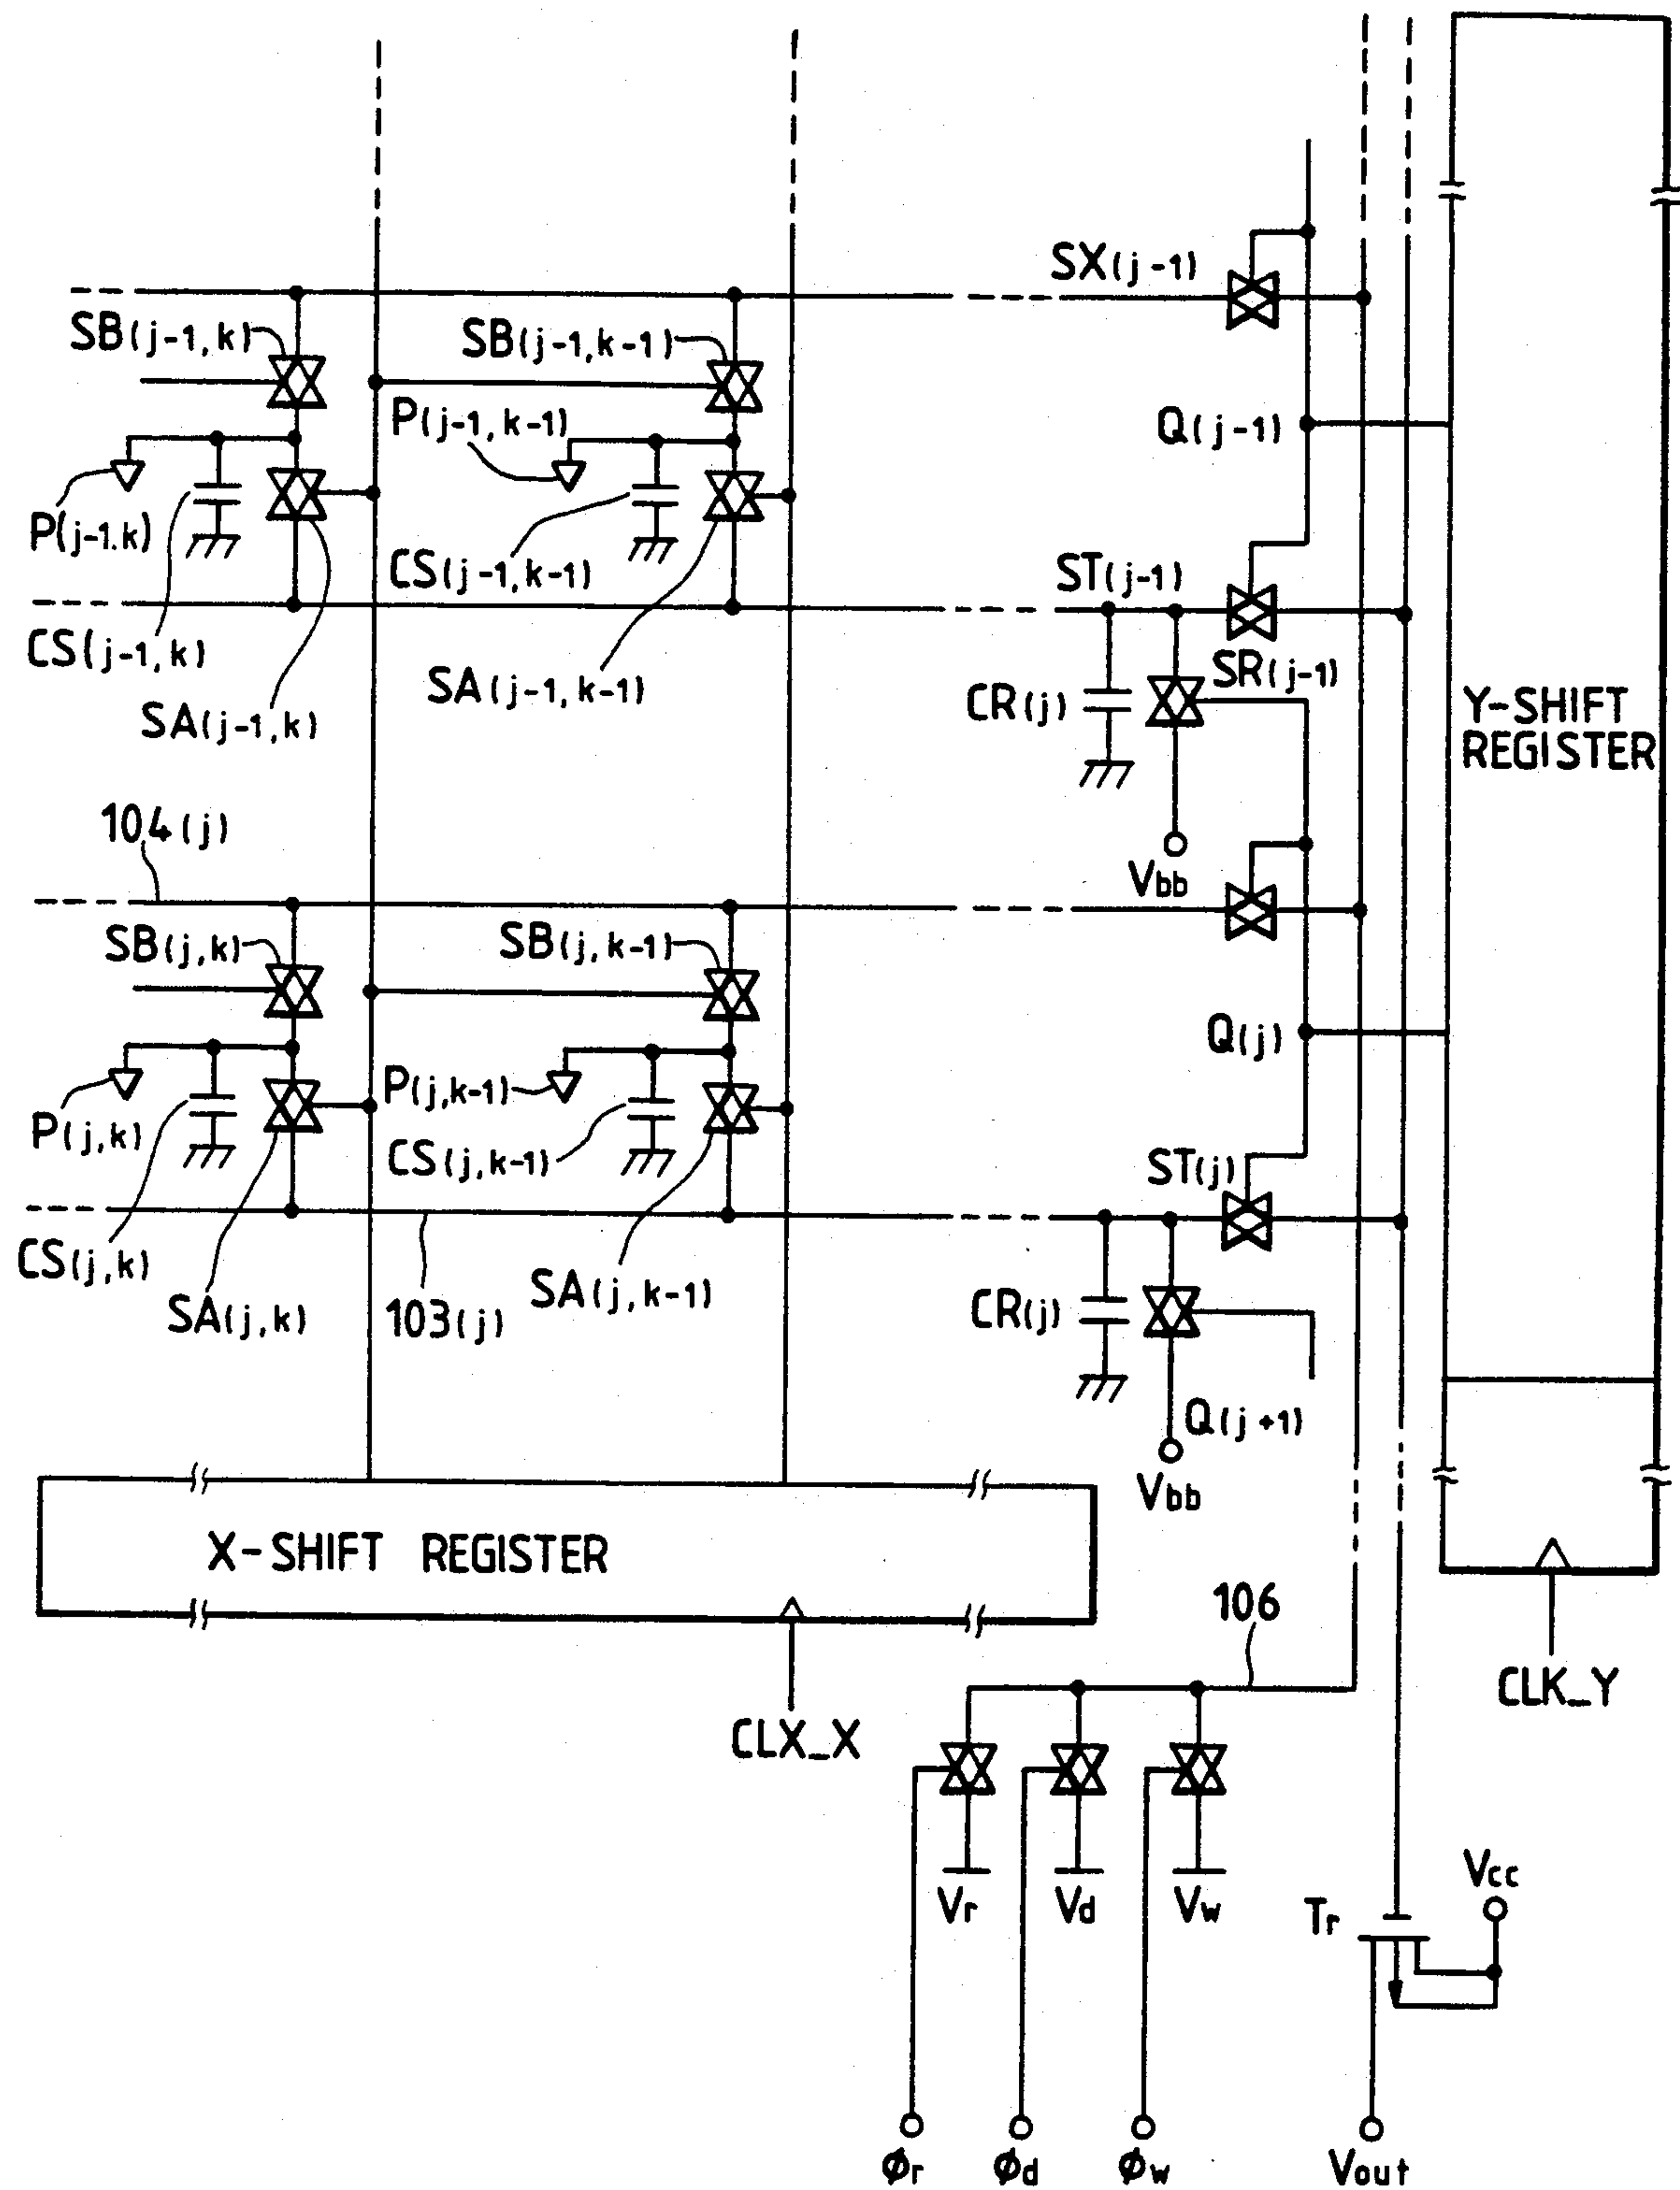 SX(j-1)
SB(j-1,k)
SB(j-1,k-1)
P(j-1,k-1)
Q(j-1)
P(j-1.k)
CS(j-1,k-1)
ST(j-1)
CS(j-1,k)
SA(j-1,k-1)
SR(j-1)
CR(j)
SA(j-1,k)
Y-SHIFT
REGISTER
104(j)
Vbb
SB(j,k)
SB(j,k-1)
Q(j)
P(j,k-1)
P(j,k)
CS(j,k-1)
ST(j)
CS(j,k)
SA(j,k-1)
SA(j,k)
103(j)
CR(j)
Q(j+1)
Vbb
X-SHIFT REGISTER
106
CLK_Y
CLX_X
Vcc
Vr
Vd
Vw
Tr
ϕr
ϕd
ϕw
Vout